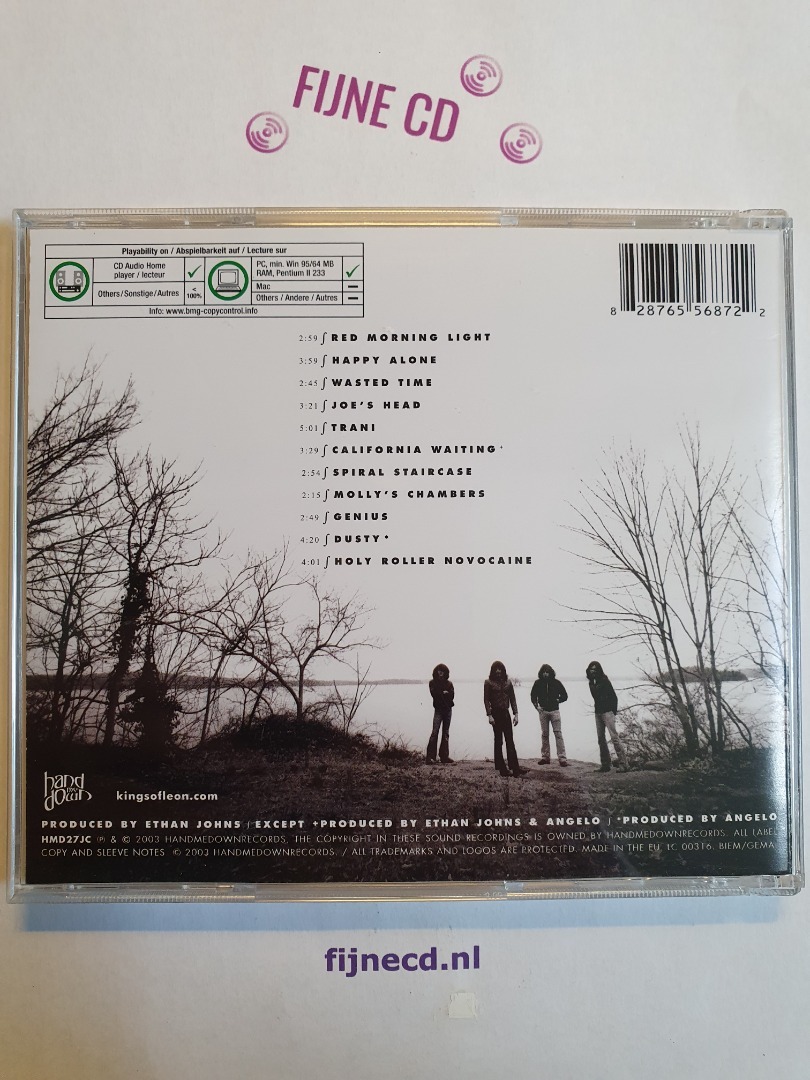 FIJNE CD
Playability on / Abspielbarkeit auf / Lecture sur
CD Audio Home
player / lecteur
Others/Sonstige/Autres
<
100%
PC, min. Win 95/64 MB
RAM, Pentium II 233
Mac
Others / Andere / Autres
Info: www.bmg-copycontrol.info
8 28765 56872 2
2:59 ∫ RED MORNING LIGHT
3:59 ∫ HAPPY ALONE
2:45 ∫ WASTED TIME
3:21 ∫ JOE'S HEAD
5:01 ∫ TRANI
3:29 ∫ CALIFORNIA WAITING+
2:54 ∫ SPIRAL STAIRCASE
2:15 ∫ MOLLY'S CHAMBERS
2:49 ∫ GENIUS
4:20 ∫ DUSTY*
4:01 ∫ HOLY ROLLER NOVOCAINE
hand me down
kingsofleon.com
PRODUCED BY ETHAN JOHNS | EXCEPT +PRODUCED BY ETHAN JOHNS & ANGELO | *PRODUCED BY ANGELO
HMD27JC ℗ & © 2003 HANDMEDOWNRECORDS. THE COPYRIGHT IN THESE SOUND RECORDINGS IS OWNED BY HANDMEDOWNRECORDS. ALL LABEL
COPY AND SLEEVE NOTES © 2003 HANDMEDOWNRECORDS. / ALL TRADEMARKS AND LOGOS ARE PROTECTED. MADE IN THE EU. LC 00316. BIEM/GEMA
fijnecd.nl